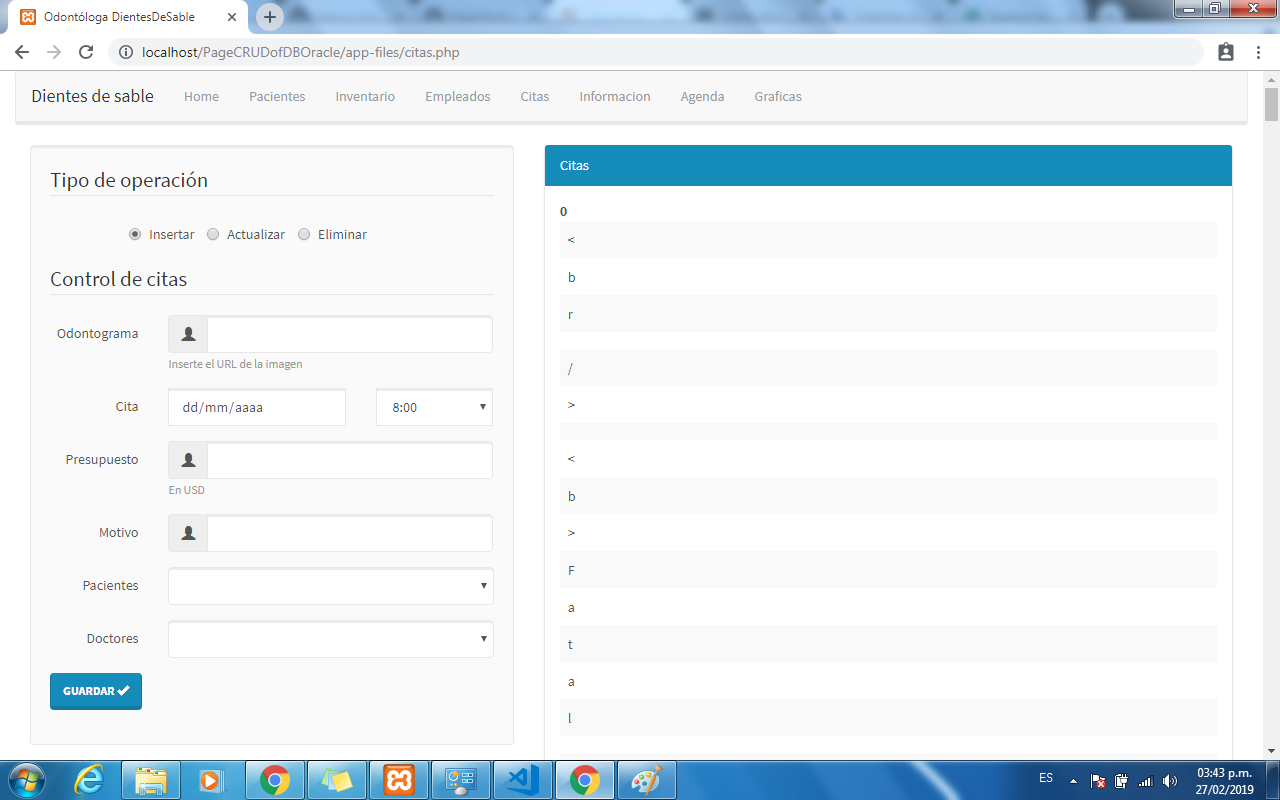 Odontóloga DientesDeSable
localhost/PageCRUDofDBOracle/app-files/citas.php
Dientes de sable Home Pacientes Inventario Empleados Citas Informacion Agenda Graficas
Tipo de operación
Insertar Actualizar Eliminar
Control de citas
Odontograma
Inserte el URL de la imagen
Cita dd/mm/aaaa 8:00
Presupuesto
En USD
Motivo
Pacientes
Doctores
GUARDAR
Citas
0
<
b
r
/
>
<
b
>
F
a
t
a
l
ES
03:43 p.m.
27/02/2019